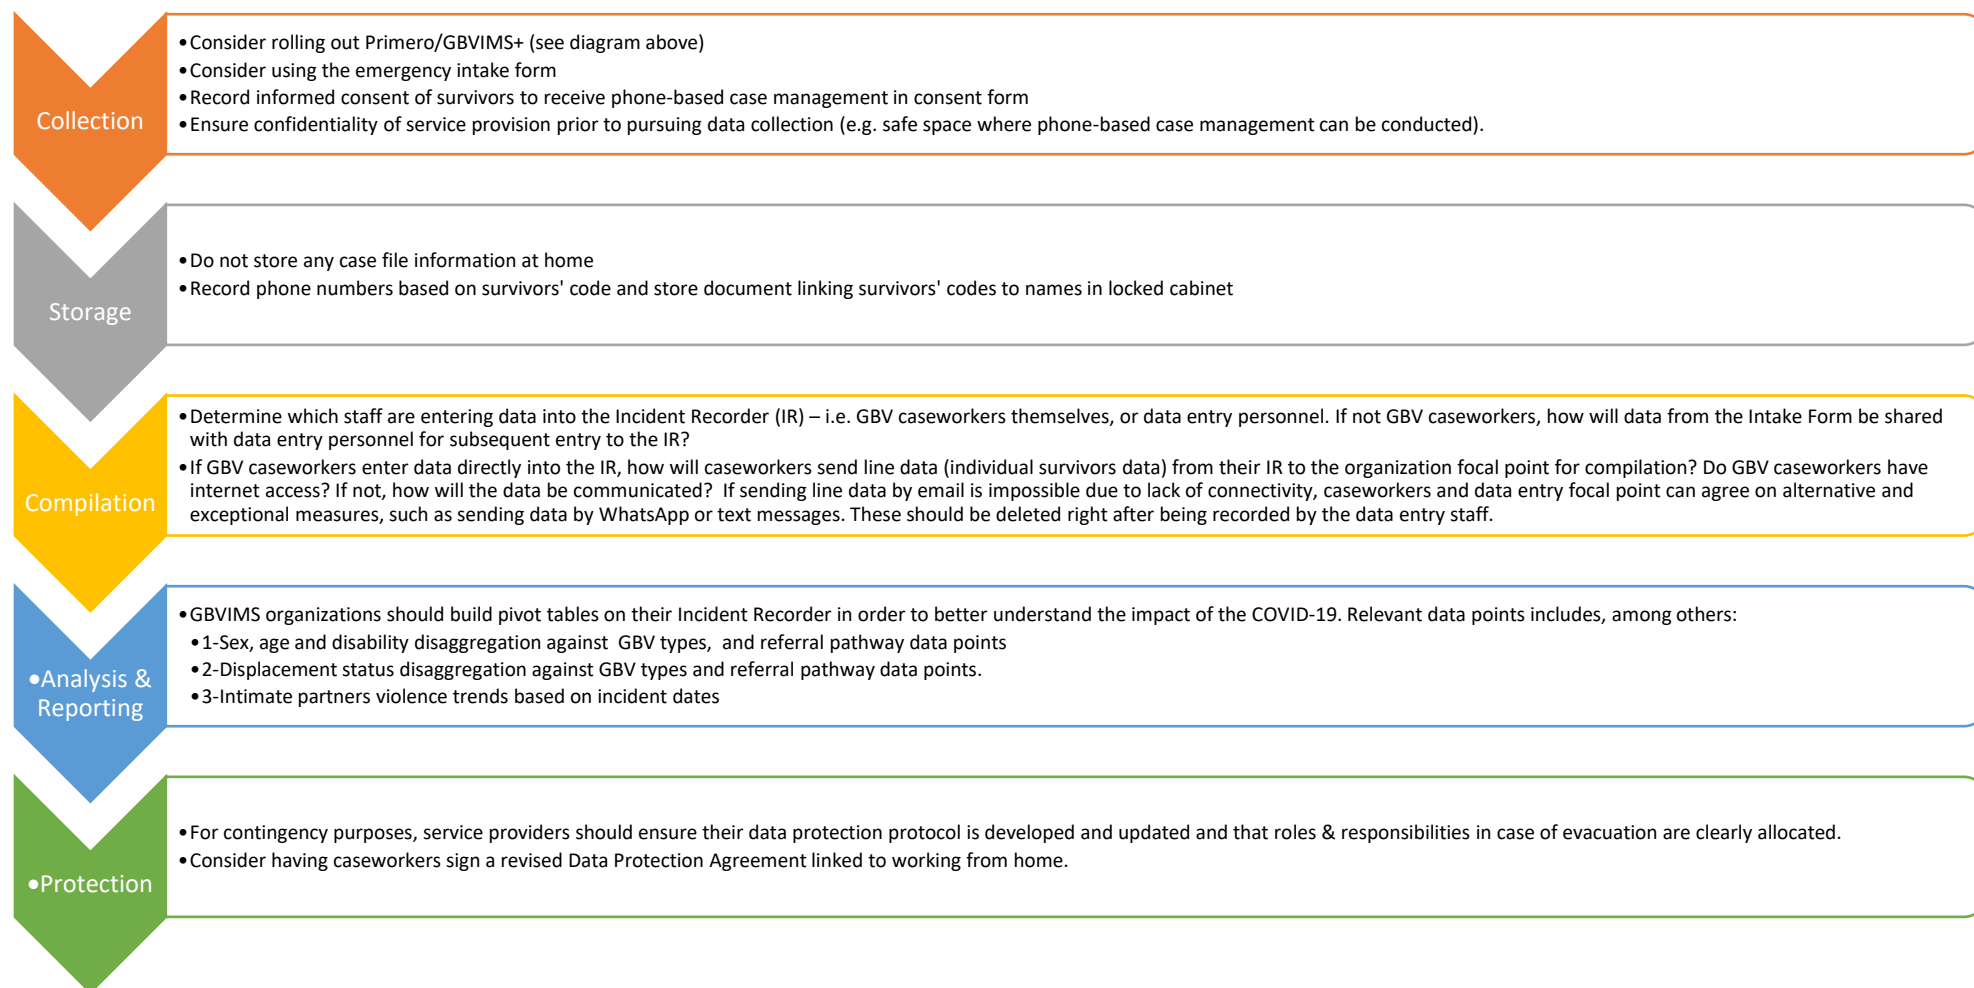 Collection
•Consider rolling out Primero/GBVIMS+ (see diagram above)
•Consider using the emergency intake form
•Record informed consent of survivors to receive phone-based case management in consent form
•Ensure confidentiality of service provision prior to pursuing data collection (e.g. safe space where phone-based case management can be conducted).
Storage
•Do not store any case file information at home
•Record phone numbers based on survivors' code and store document linking survivors' codes to names in locked cabinet
Compilation
•Determine which staff are entering data into the Incident Recorder (IR) – i.e. GBV caseworkers themselves, or data entry personnel. If not GBV caseworkers, how will data from the Intake Form be shared
with data entry personnel for subsequent entry to the IR?
•If GBV caseworkers enter data directly into the IR, how will caseworkers send line data (individual survivors data) from their IR to the organization focal point for compilation? Do GBV caseworkers have
internet access? If not, how will the data be communicated?  If sending line data by email is impossible due to lack of connectivity, caseworkers and data entry focal point can agree on alternative and
exceptional measures, such as sending data by WhatsApp or text messages. These should be deleted right after being recorded by the data entry staff.
•Analysis &
Reporting
•GBVIMS organizations should build pivot tables on their Incident Recorder in order to better understand the impact of the COVID-19. Relevant data points includes, among others:
•1-Sex, age and disability disaggregation against  GBV types,  and referral pathway data points
•2-Displacement status disaggregation against GBV types and referral pathway data points.
•3-Intimate partners violence trends based on incident dates
•Protection
•For contingency purposes, service providers should ensure their data protection protocol is developed and updated and that roles & responsibilities in case of evacuation are clearly allocated.
•Consider having caseworkers sign a revised Data Protection Agreement linked to working from home.